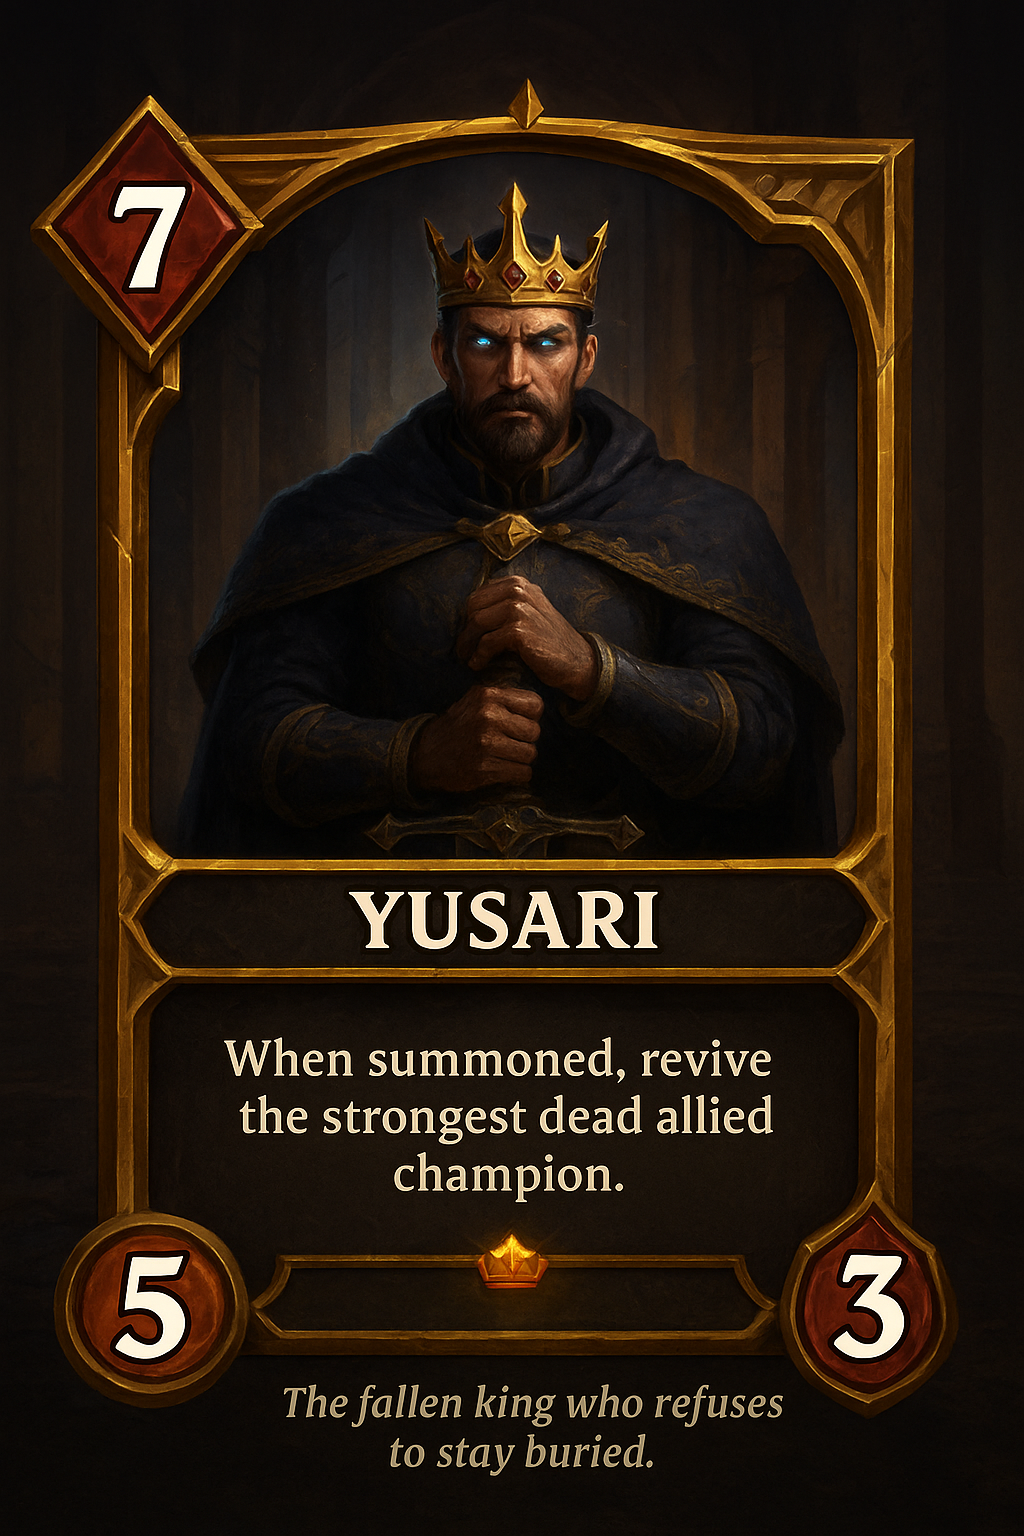 7
YUSARI
When summoned, revive
the strongest dead allied
champion.
5
3
The fallen king who refuses
to stay buried.